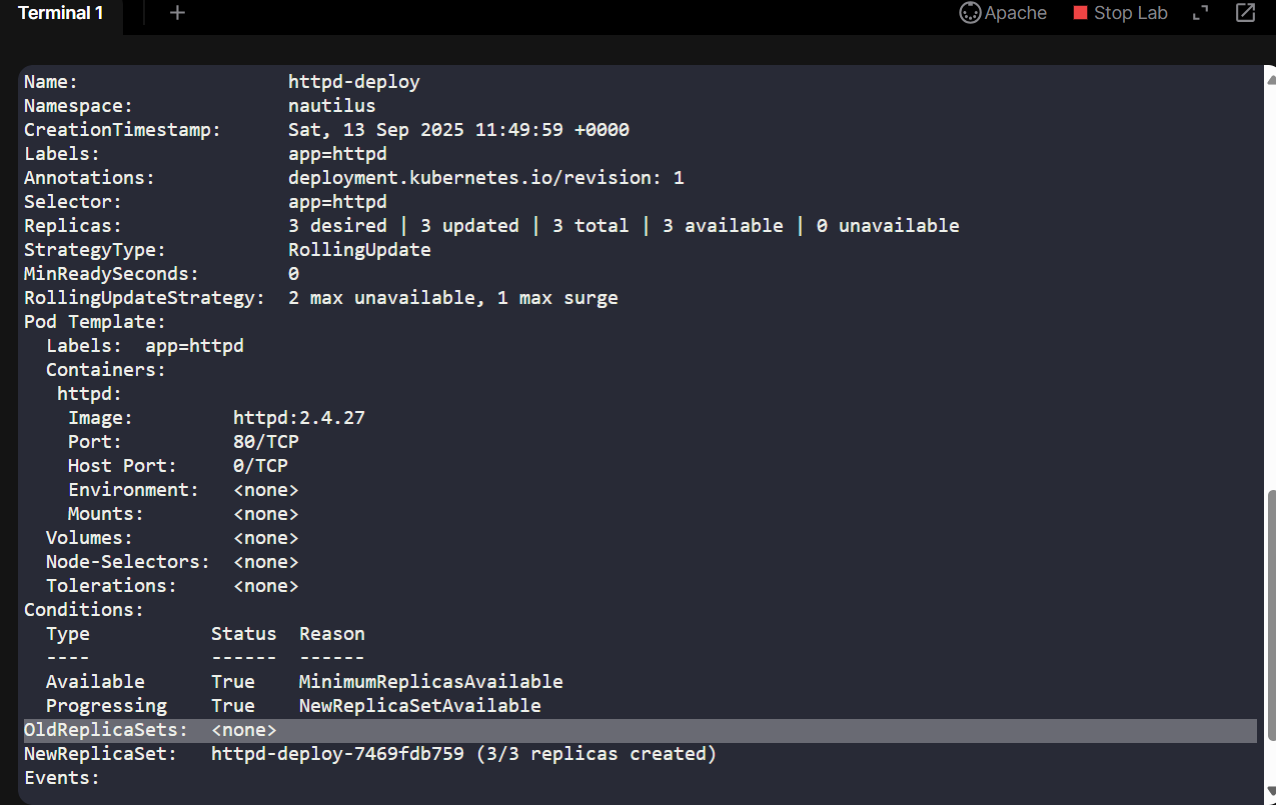 Terminal 1 + Apache Stop Lab
Name: httpd-deploy
Namespace: nautilus
CreationTimestamp: Sat, 13 Sep 2025 11:49:59 +0000
Labels: app=httpd
Annotations: deployment.kubernetes.io/revision: 1
Selector: app=httpd
Replicas: 3 desired | 3 updated | 3 total | 3 available | 0 unavailable
StrategyType: RollingUpdate
MinReadySeconds: 0
RollingUpdateStrategy: 2 max unavailable, 1 max surge
Pod Template:
Labels: app=httpd
Containers:
httpd:
Image: httpd:2.4.27
Port: 80/TCP
Host Port: 0/TCP
Environment: <none>
Mounts: <none>
Volumes: <none>
Node-Selectors: <none>
Tolerations: <none>
Conditions:
Type Status Reason
---- ------ ------
Available True MinimumReplicasAvailable
Progressing True NewReplicaSetAvailable
OldReplicaSets: <none>
NewReplicaSet: httpd-deploy-7469fdb759 (3/3 replicas created)
Events: